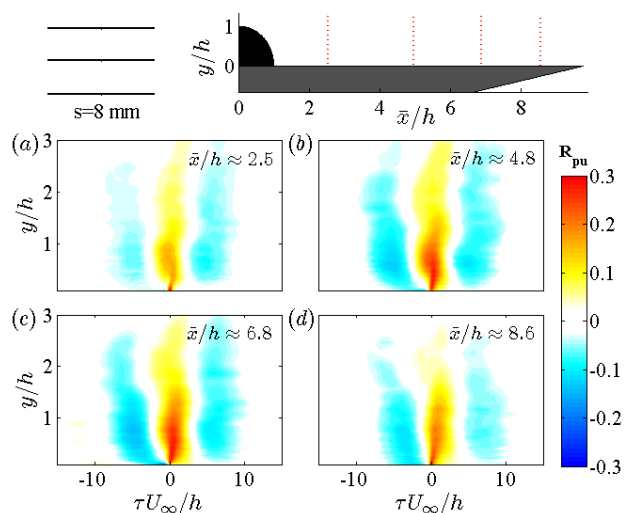 s=8 mm
y/h
1
0
0 2 4 6 8
x̄/h
(a) x̄/h ≈ 2.5
(b) x̄/h ≈ 4.8
y/h
3
2
1
R_pu
0.3
0.2
0.1
0
-0.1
-0.2
-0.3
(c) x̄/h ≈ 6.8
(d) x̄/h ≈ 8.6
y/h
3
2
1
-10 0 10
-10 0 10
τU_∞/h
τU_∞/h